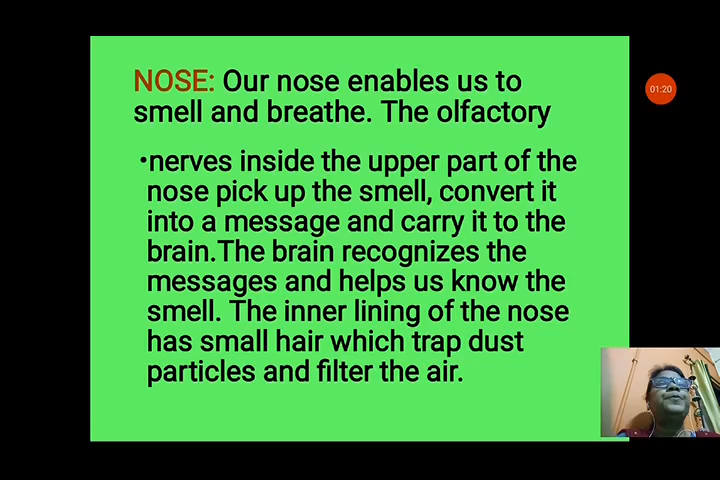 NOSE: Our nose enables us to
smell and breathe. The olfactory
•nerves inside the upper part of the
nose pick up the smell, convert it
into a message and carry it to the
brain.The brain recognizes the
messages and helps us know the
smell. The inner lining of the nose
has small hair which trap dust
particles and filter the air.
01:20